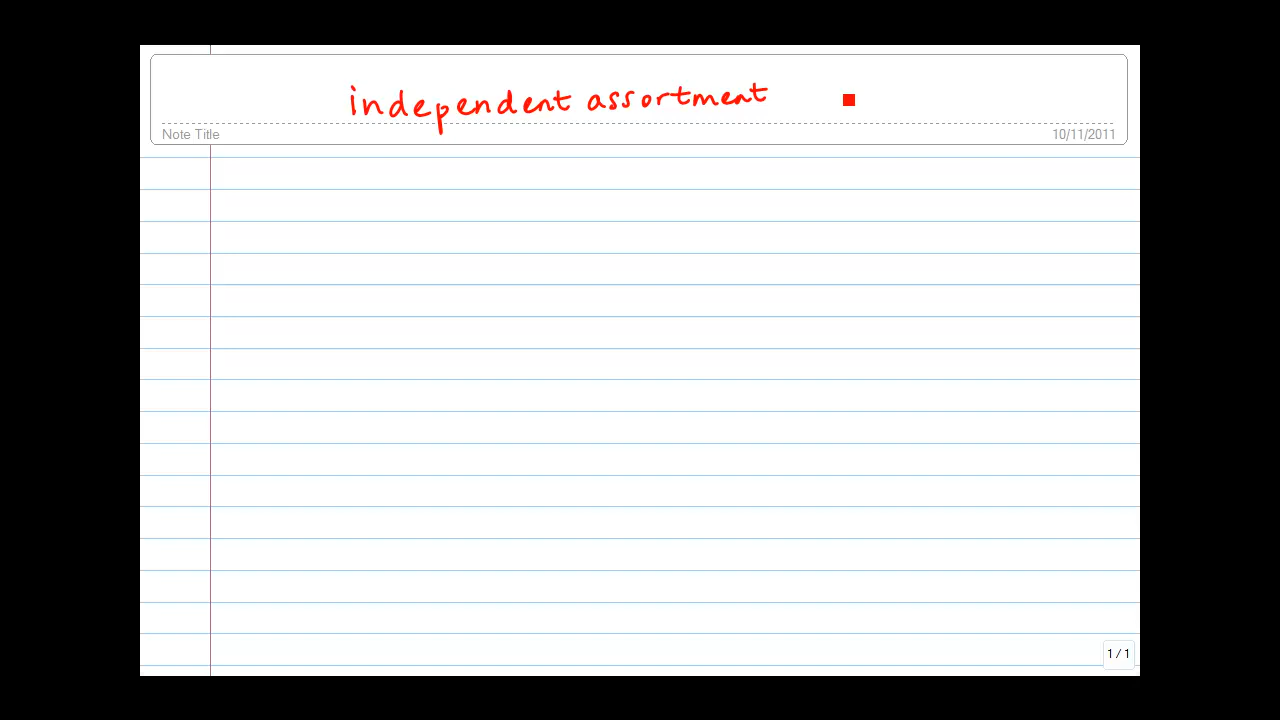 independent assortment
Note Title
10/11/2011
1 / 1